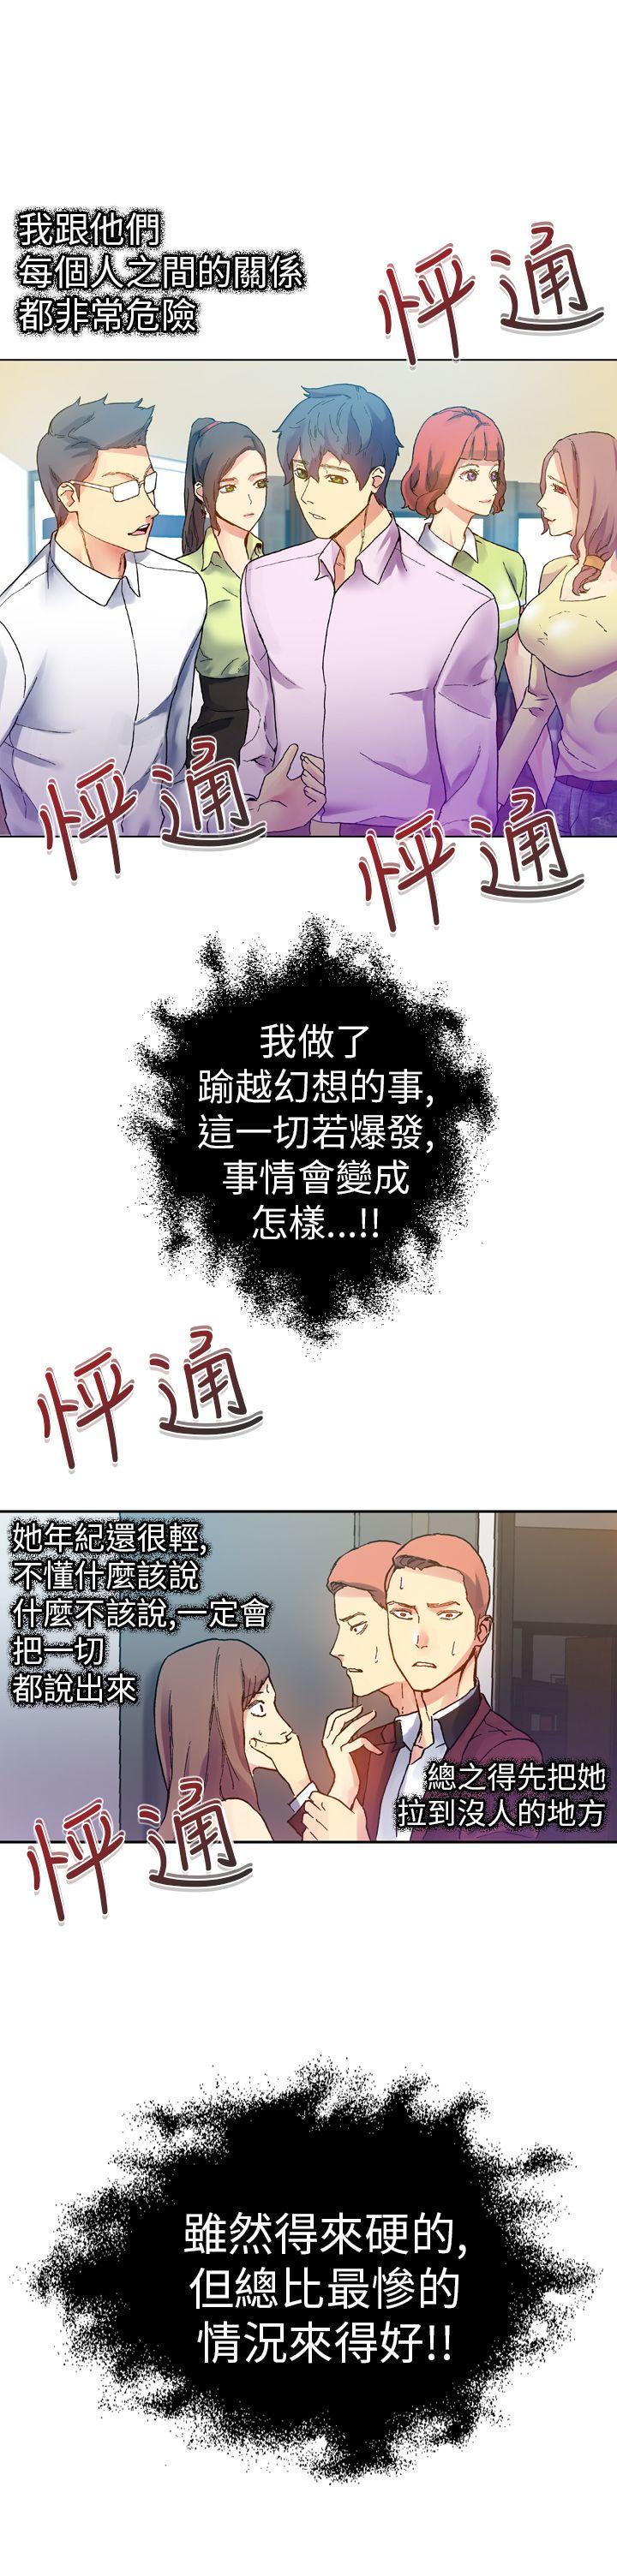 我跟他們
每個人之間的關係
都非常危險
怦通
怦通
怦通
我做了
踰越幻想的事,
這一切若爆發,
事情會變成
怎樣...!!
怦通
她年紀還很輕,
不懂什麼該說
什麼不該說,一定會
把一切
都說出來
總之得先把她
拉到沒人的地方
怦通
雖然得來硬的,
但總比最慘的
情況來得好!!